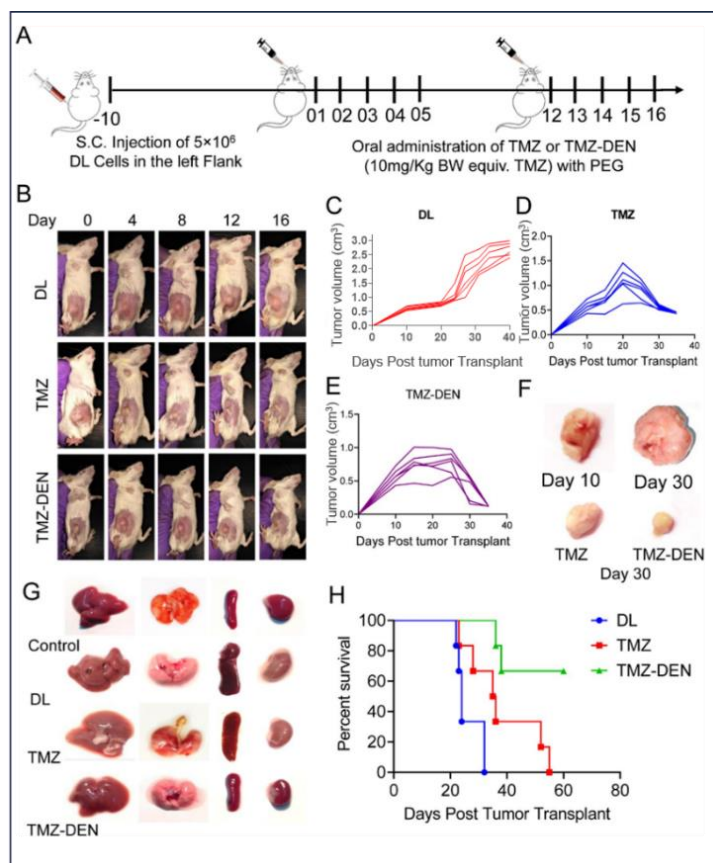 A
-10
01 02 03 04 05
12 13 14 15 16
S.C. Injection of 5×10⁶
DL Cells in the left Flank
Oral administration of TMZ or TMZ-DEN
(10mg/Kg BW equiv. TMZ) with PEG
B
Day 0 4 8 12 16
DL
TMZ
TMZ-DEN
C
DL
Tumor volume (cm³)
3.0
2.5
2.0
1.5
1.0
0.5
0.0
0 10 20 30 40
Days Post tumor Transplant
D
TMZ
Tumor volume (cm³)
2.0
1.5
1.0
0.5
0.0
0 10 20 30 40
Days Post tumor Transplant
E
TMZ-DEN
Tumor volume (cm³)
1.5
1.0
0.5
0.0
0 10 20 30 40
Days Post tumor Transplant
F
Day 10 Day 30
TMZ TMZ-DEN
Day 30
G
Control
DL
TMZ
TMZ-DEN
H
Percent survival
100
80
60
40
20
0
0 20 40 60 80
Days Post Tumor Transplant
DL
TMZ
TMZ-DEN